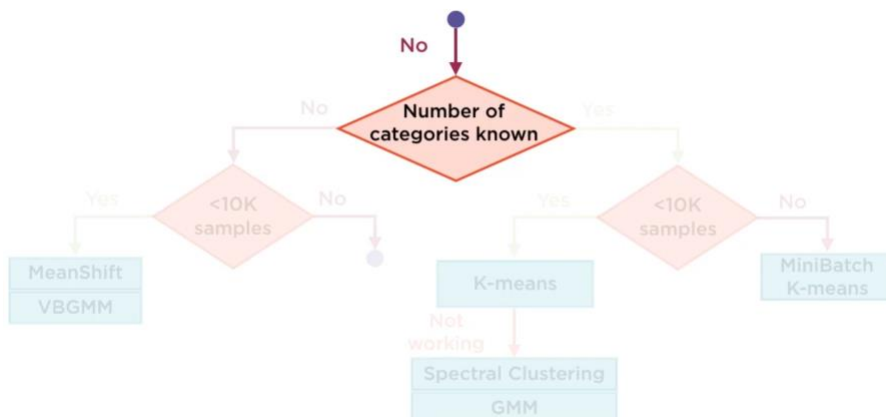 No
Number of
categories known
No
Yes
Yes
<10K
samples
No
Yes
<10K
samples
No
MeanShift
VBGMM
K-means
MiniBatch
K-means
Not
working
Spectral Clustering
GMM